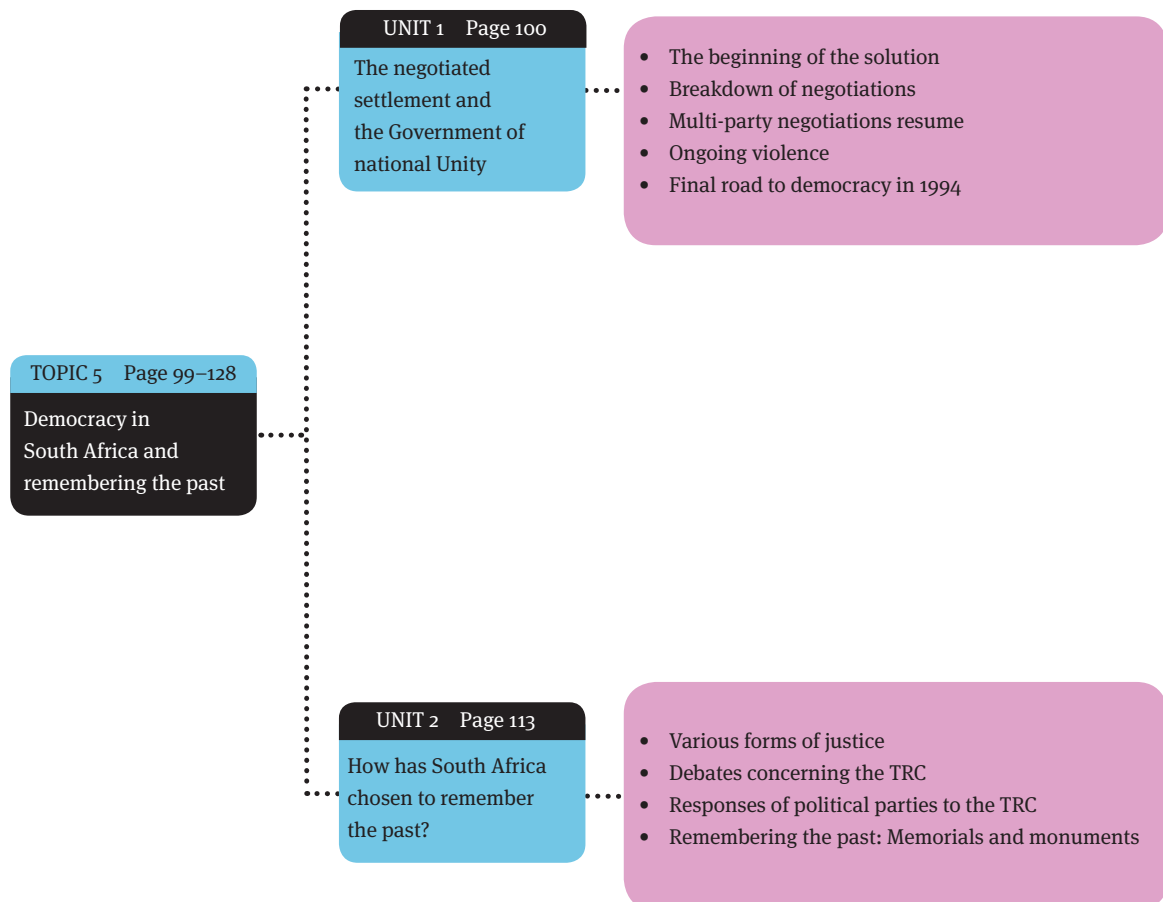 TOPIC 5 Page 99–128
Democracy in
South Africa and
remembering the past
UNIT 1 Page 100
The negotiated
settlement and
the Government of
national Unity
• The beginning of the solution
• Breakdown of negotiations
• Multi-party negotiations resume
• Ongoing violence
• Final road to democracy in 1994
UNIT 2 Page 113
How has South Africa
chosen to remember
the past?
• Various forms of justice
• Debates concerning the TRC
• Responses of political parties to the TRC
• Remembering the past: Memorials and monuments